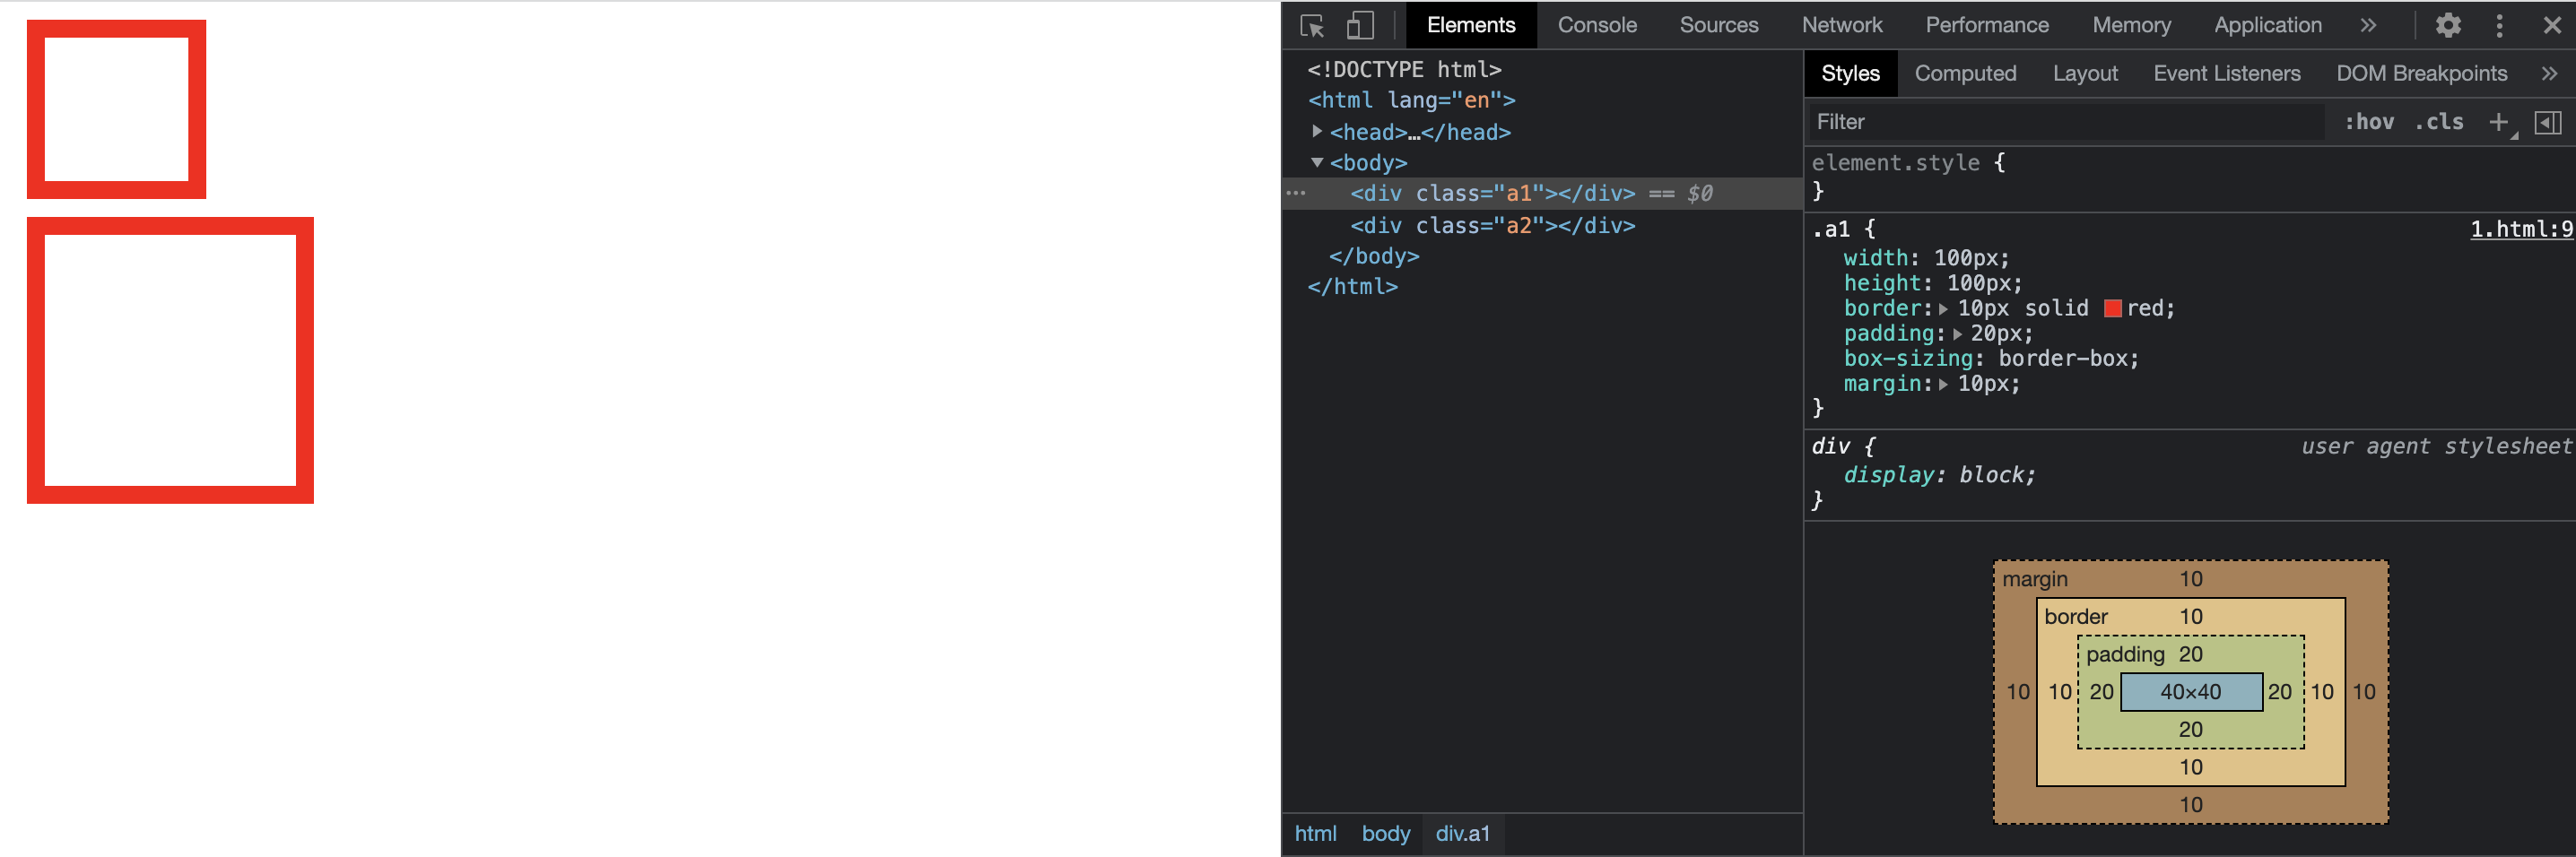 Elements Console Sources Network Performance Memory Application »
<!DOCTYPE html>
<html lang="en">
<head>…</head>
<body>
··· <div class="a1"></div> == $0
<div class="a2"></div>
</body>
</html>
html body div.a1
Styles Computed Layout Event Listeners DOM Breakpoints »
Filter :hov .cls +
element.style {
}
.a1 { 1.html:9
width: 100px;
height: 100px;
border: 10px solid red;
padding: 20px;
box-sizing: border-box;
margin: 10px;
}
div { user agent stylesheet
display: block;
}
margin 10
border 10
padding 20
10 10 20 40×40 20 10 10
20
10
10